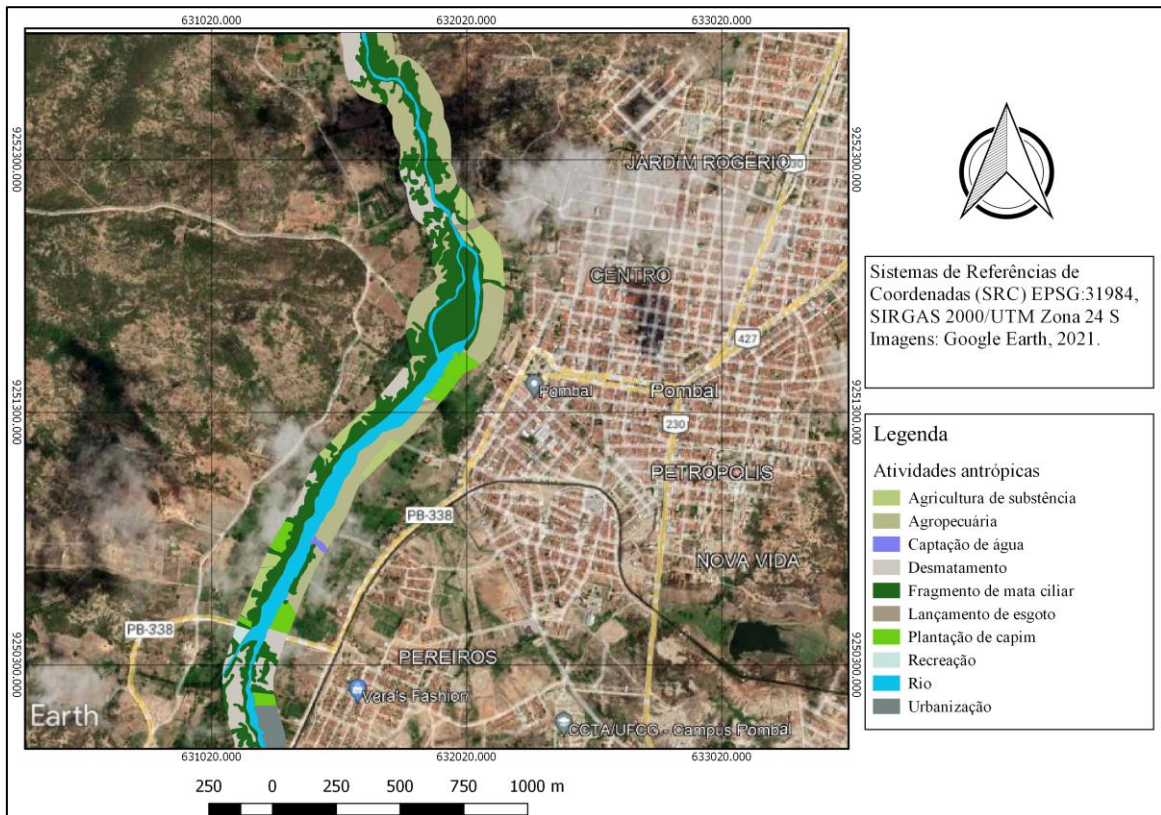 631020.000
632020.000
633020.000
9252300.000
9252300.000
JARDIM ROGÉRIO
230
CENTRO
427
Pombal
Pombal
9251300.000
9251300.000
230
PETRÓPOLIS
PB-338
NOVA VIDA
PB-338
PEREIROS
9250300.000
9250300.000
Vera's Fashion
Earth
CCTA/UFCG - Campus Pombal
631020.000
632020.000
633020.000
250
0
250
500
750
1000 m
Sistemas de Referências de
Coordenadas (SRC) EPSG:31984,
SIRGAS 2000/UTM Zona 24 S
Imagens: Google Earth, 2021.
Legenda
Atividades antrópicas
Agricultura de substência
Agropecuária
Captação de água
Desmatamento
Fragmento de mata ciliar
Lançamento de esgoto
Plantação de capim
Recreação
Rio
Urbanização